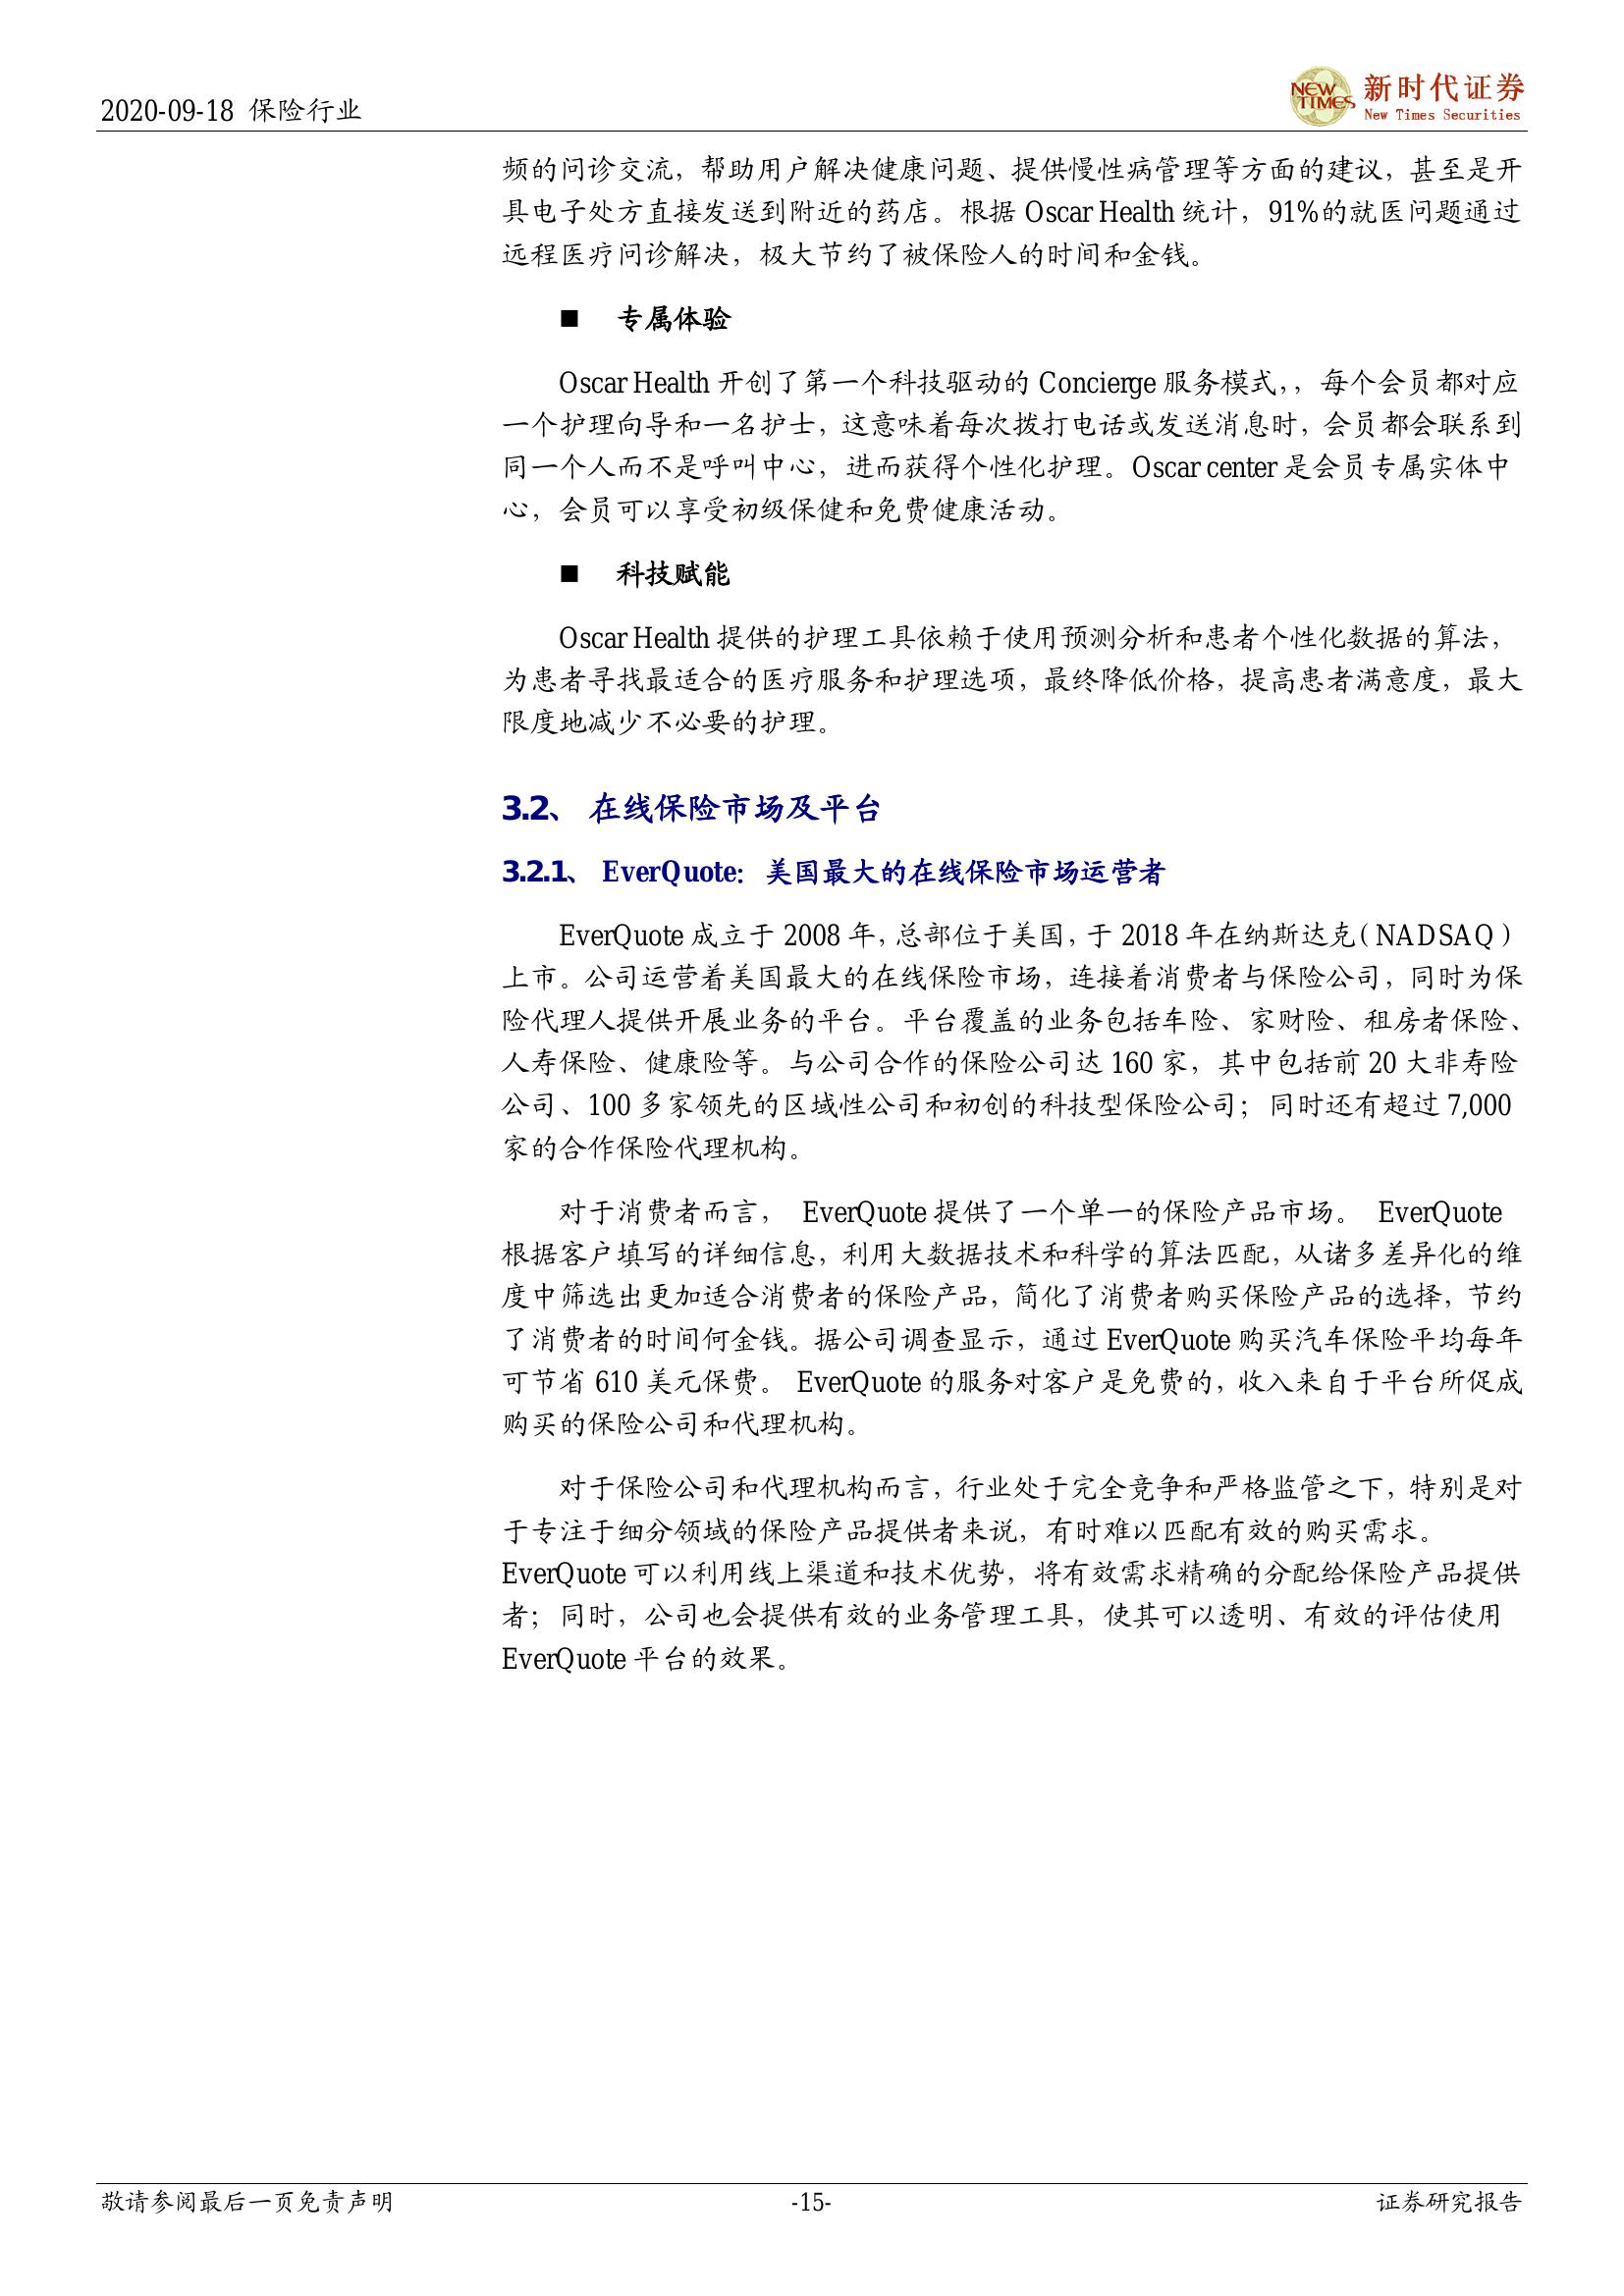 2020-09-18 保险行业
NEW TIMES 新时代证券
New Times Securities
频的问诊交流，帮助用户解决健康问题、提供慢性病管理等方面的建议，甚至是开
具电子处方直接发送到附近的药店。根据 Oscar Health 统计，91%的就医问题通过
远程医疗问诊解决，极大节约了被保险人的时间和金钱。
■ 专属体验
Oscar Health 开创了第一个科技驱动的 Concierge 服务模式，，每个会员都对应
一个护理向导和一名护士，这意味着每次拨打电话或发送消息时，会员都会联系到
同一个人而不是呼叫中心，进而获得个性化护理。Oscar center 是会员专属实体中
心，会员可以享受初级保健和免费健康活动。
■ 科技赋能
Oscar Health 提供的护理工具依赖于使用预测分析和患者个性化数据的算法，
为患者寻找最适合的医疗服务和护理选项，最终降低价格，提高患者满意度，最大
限度地减少不必要的护理。
3.2、 在线保险市场及平台
3.2.1、 EverQuote：美国最大的在线保险市场运营者
EverQuote 成立于 2008 年，总部位于美国，于 2018 年在纳斯达克（NADSAQ）
上市。公司运营着美国最大的在线保险市场，连接着消费者与保险公司，同时为保
险代理人提供开展业务的平台。平台覆盖的业务包括车险、家财险、租房者保险、
人寿保险、健康险等。与公司合作的保险公司达 160 家，其中包括前 20 大非寿险
公司、100 多家领先的区域性公司和初创的科技型保险公司；同时还有超过 7,000
家的合作保险代理机构。
对于消费者而言， EverQuote 提供了一个单一的保险产品市场。 EverQuote
根据客户填写的详细信息，利用大数据技术和科学的算法匹配，从诸多差异化的维
度中筛选出更加适合消费者的保险产品，简化了消费者购买保险产品的选择，节约
了消费者的时间何金钱。据公司调查显示，通过 EverQuote 购买汽车保险平均每年
可节省 610 美元保费。 EverQuote 的服务对客户是免费的，收入来自于平台所促成
购买的保险公司和代理机构。
对于保险公司和代理机构而言，行业处于完全竞争和严格监管之下，特别是对
于专注于细分领域的保险产品提供者来说，有时难以匹配有效的购买需求。
EverQuote 可以利用线上渠道和技术优势，将有效需求精确的分配给保险产品提供
者；同时，公司也会提供有效的业务管理工具，使其可以透明、有效的评估使用
EverQuote 平台的效果。
敬请参阅最后一页免责声明 -15- 证券研究报告